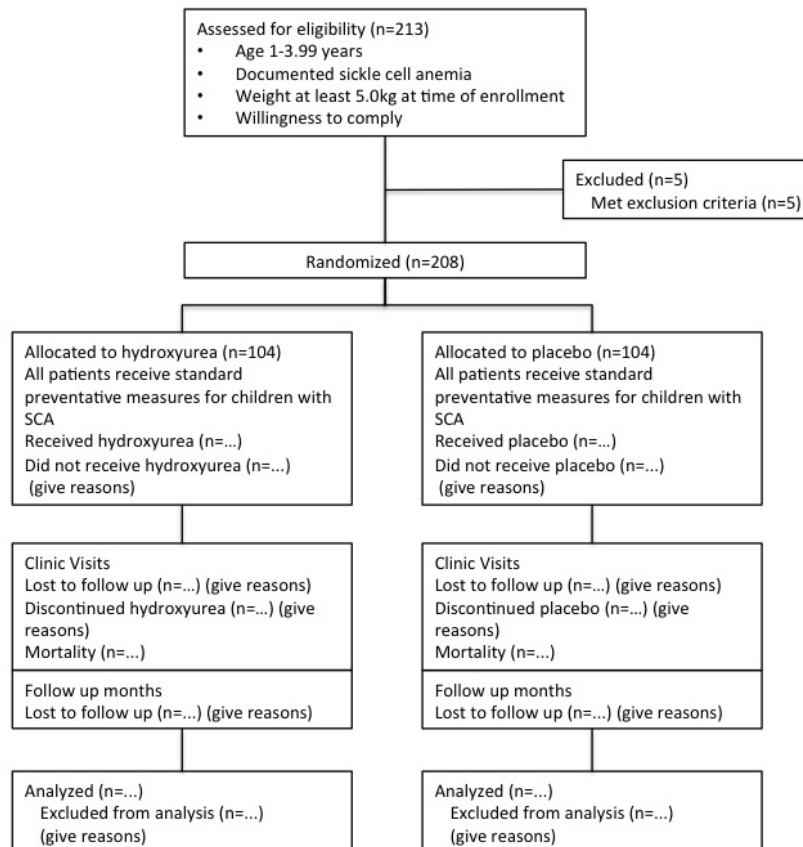 Assessed for eligibility (n=213)
• Age 1-3.99 years
• Documented sickle cell anemia
• Weight at least 5.0kg at time of enrollment
• Willingness to comply
Excluded (n=5)
Met exclusion criteria (n=5)
Randomized (n=208)
Allocated to hydroxyurea (n=104)
All patients receive standard
preventative measures for children with
SCA
Received hydroxyurea (n=...)
Did not receive hydroxyurea (n=...)
(give reasons)
Allocated to placebo (n=104)
All patients receive standard
preventative measures for children with
SCA
Received placebo (n=...)
Did not receive placebo (n=...)
(give reasons)
Clinic Visits
Lost to follow up (n=...) (give reasons)
Discontinued hydroxyurea (n=...) (give
reasons)
Mortality (n=...)
Clinic Visits
Lost to follow up (n=...) (give reasons)
Discontinued placebo (n=...) (give
reasons)
Mortality (n=...)
Follow up months
Lost to follow up (n=...) (give reasons)
Follow up months
Lost to follow up (n=...) (give reasons)
Analyzed (n=...)
Excluded from analysis (n=...)
(give reasons)
Analyzed (n=...)
Excluded from analysis (n=...)
(give reasons)